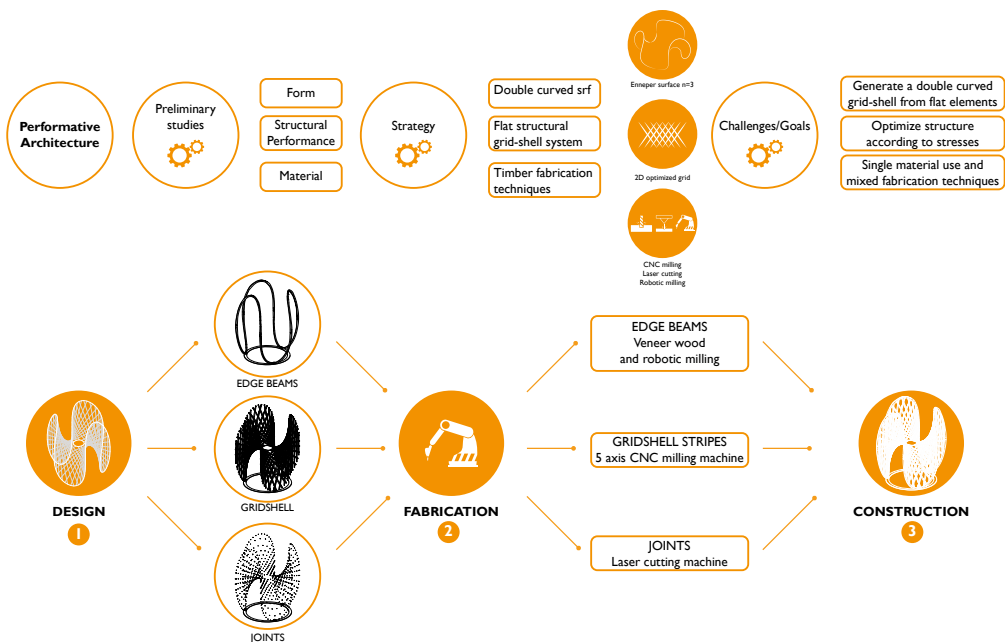 Performative
Architecture
Preliminary
studies
Form
Structural
Performance
Material
Strategy
Double curved srf
Flat structural
grid-shell system
Timber fabrication
techniques
Enneper surface n=3
2D optimized grid
CNC milling
Laser cutting
Robotic milling
Challenges/Goals
Generate a double curved
grid-shell from flat elements
Optimize structure
according to stresses
Single material use and
mixed fabrication techniques
DESIGN
1
EDGE BEAMS
GRIDSHELL
JOINTS
FABRICATION
2
EDGE BEAMS
Veneer wood
and robotic milling
GRIDSHELL STRIPES
5 axis CNC milling machine
JOINTS
Laser cutting machine
CONSTRUCTION
3